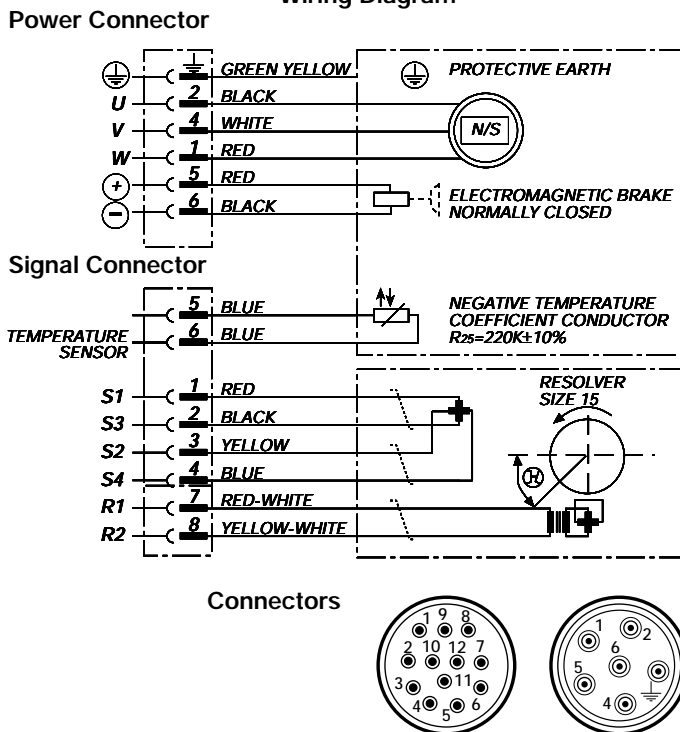 Wiring Diagram
Power Connector
GREEN YELLOW
PROTECTIVE EARTH
U 2 BLACK
V 4 WHITE
N/S
W 1 RED
+ 5 RED
− 6 BLACK
ELECTROMAGNETIC BRAKE
NORMALLY CLOSED
Signal Connector
5 BLUE
6 BLUE
TEMPERATURE
SENSOR
NEGATIVE TEMPERATURE
COEFFICIENT CONDUCTOR
R25=220K±10%
RESOLVER
SIZE 15
S1 1 RED
S3 2 BLACK
S2 3 YELLOW
S4 4 BLUE
R1 7 RED-WHITE
R2 8 YELLOW-WHITE
Connectors
1 9 8
2 10 12 7
3 11
4 5 6
1 2
6
5
4